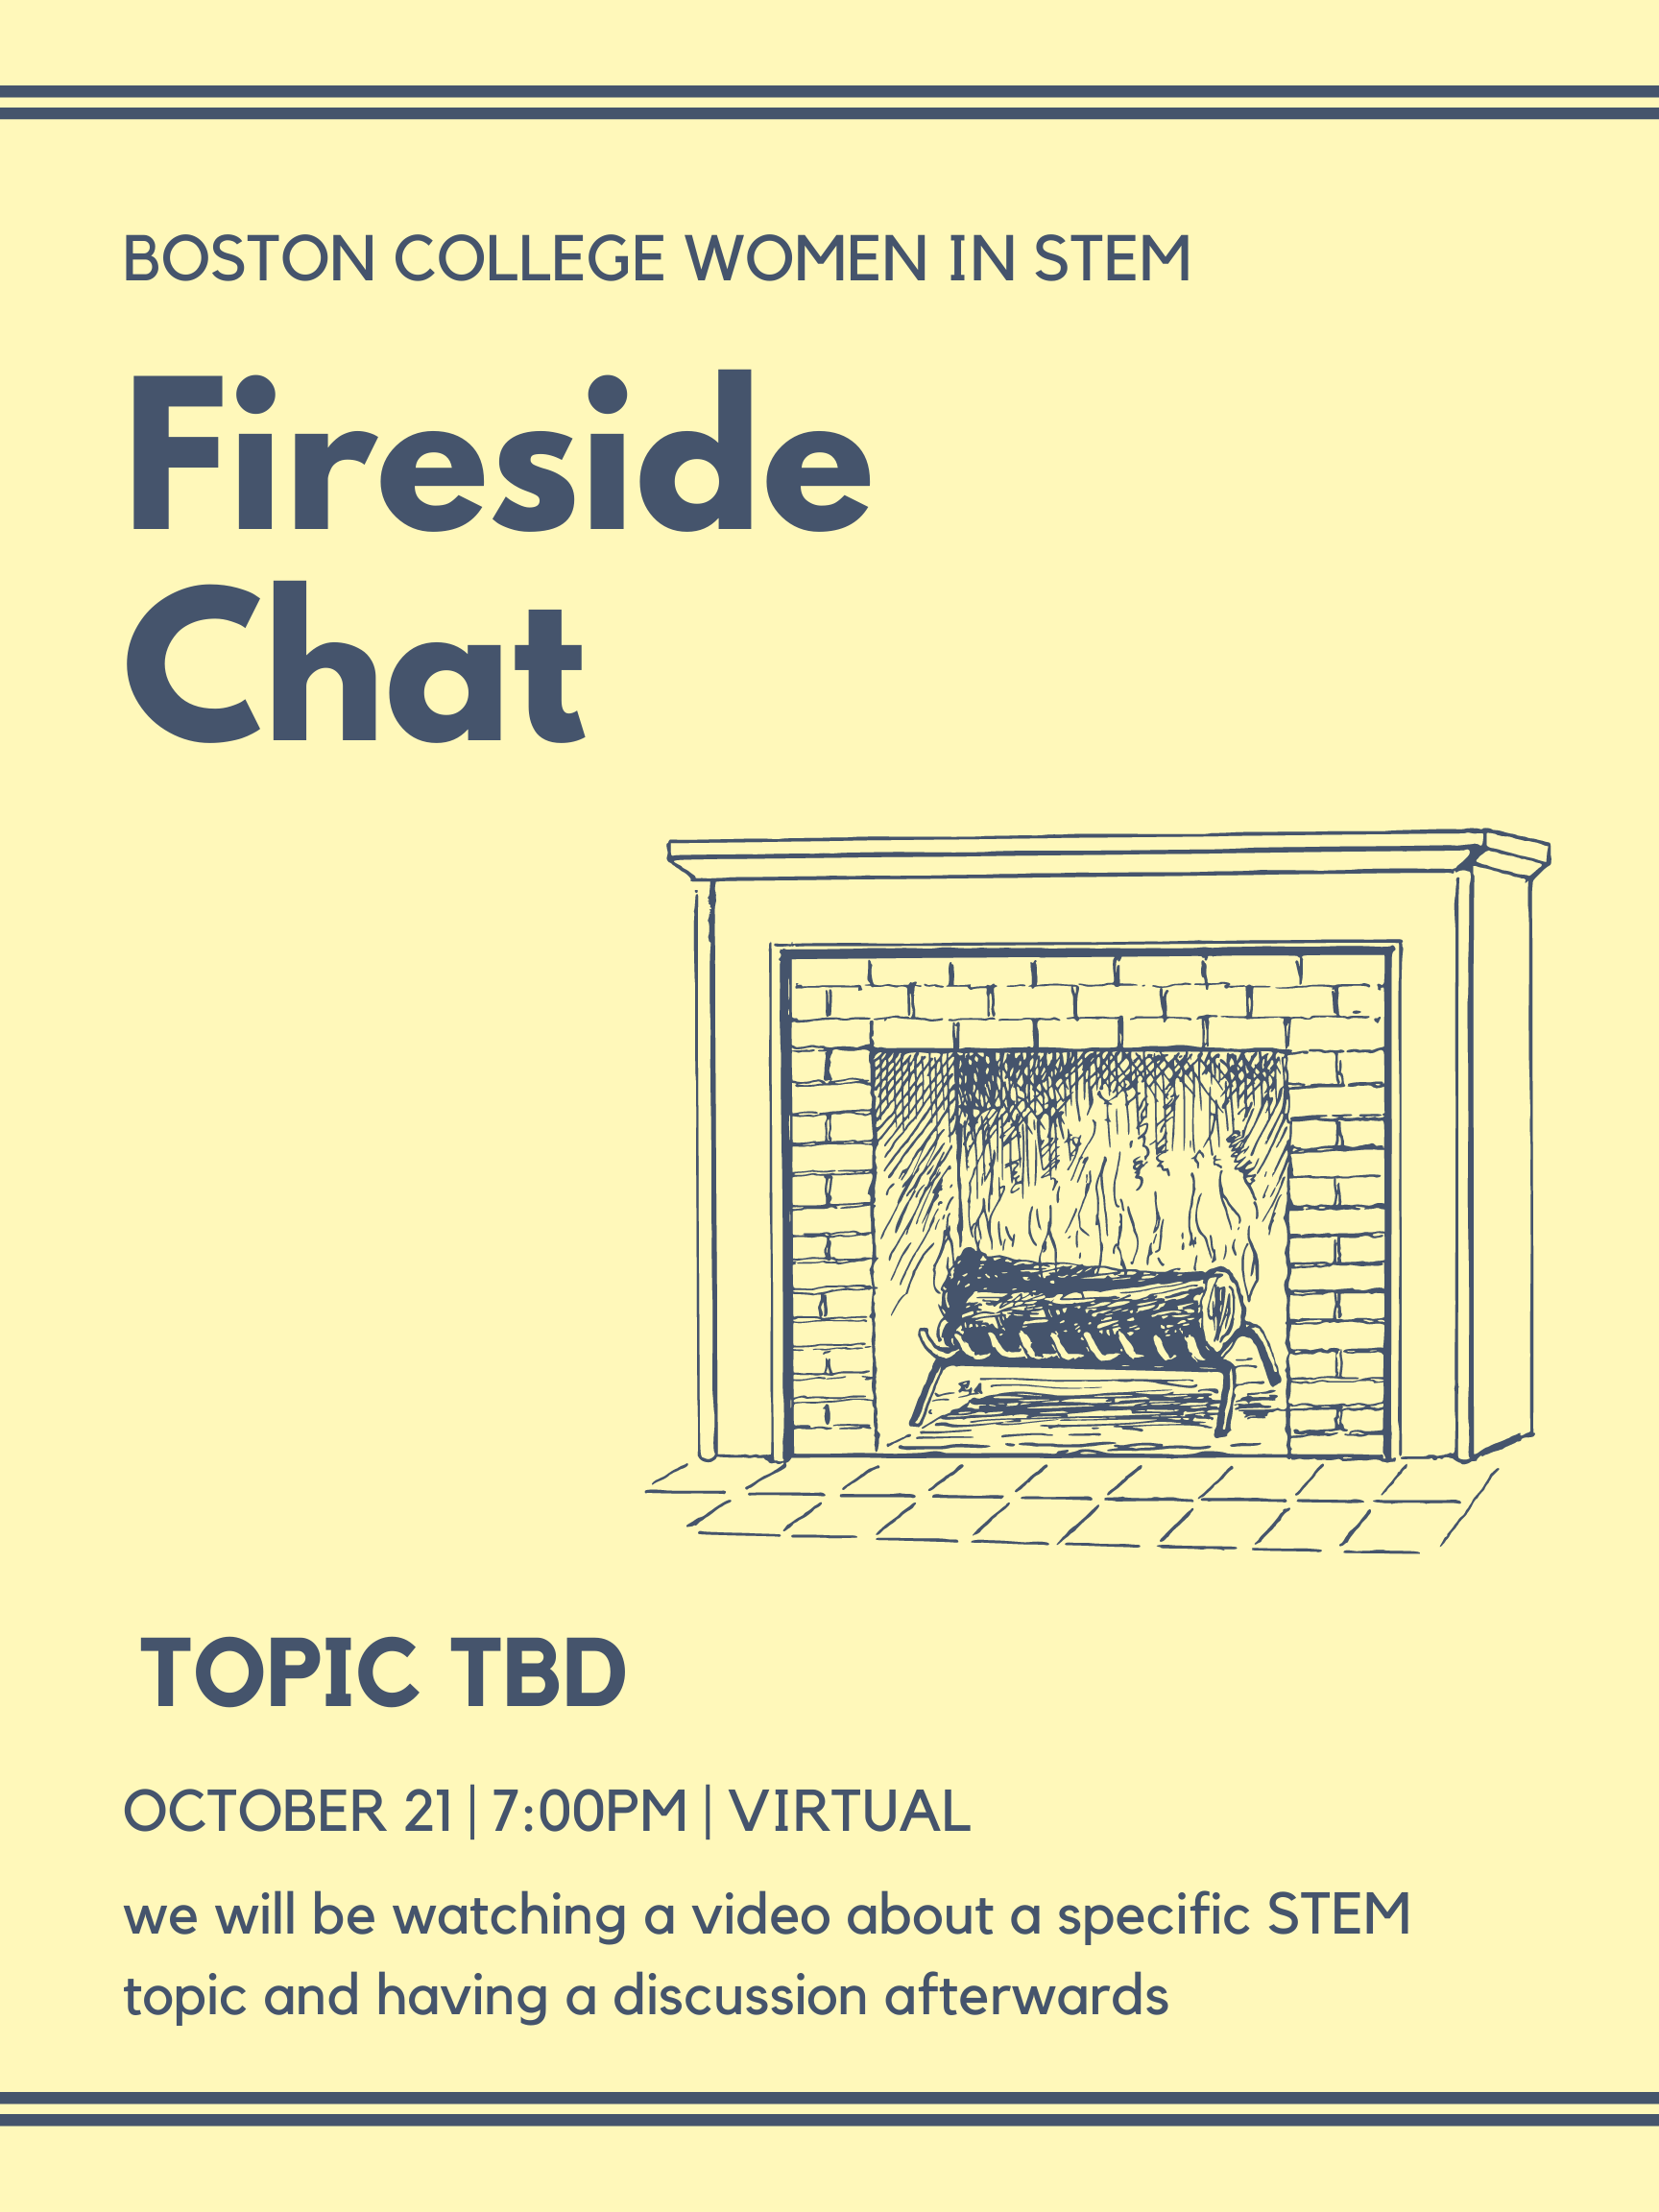 BOSTON COLLEGE WOMEN IN STEM
Fireside
Chat
TOPIC TBD
OCTOBER 21 | 7:00PM | VIRTUAL
we will be watching a video about a specific STEM
topic and having a discussion afterwards